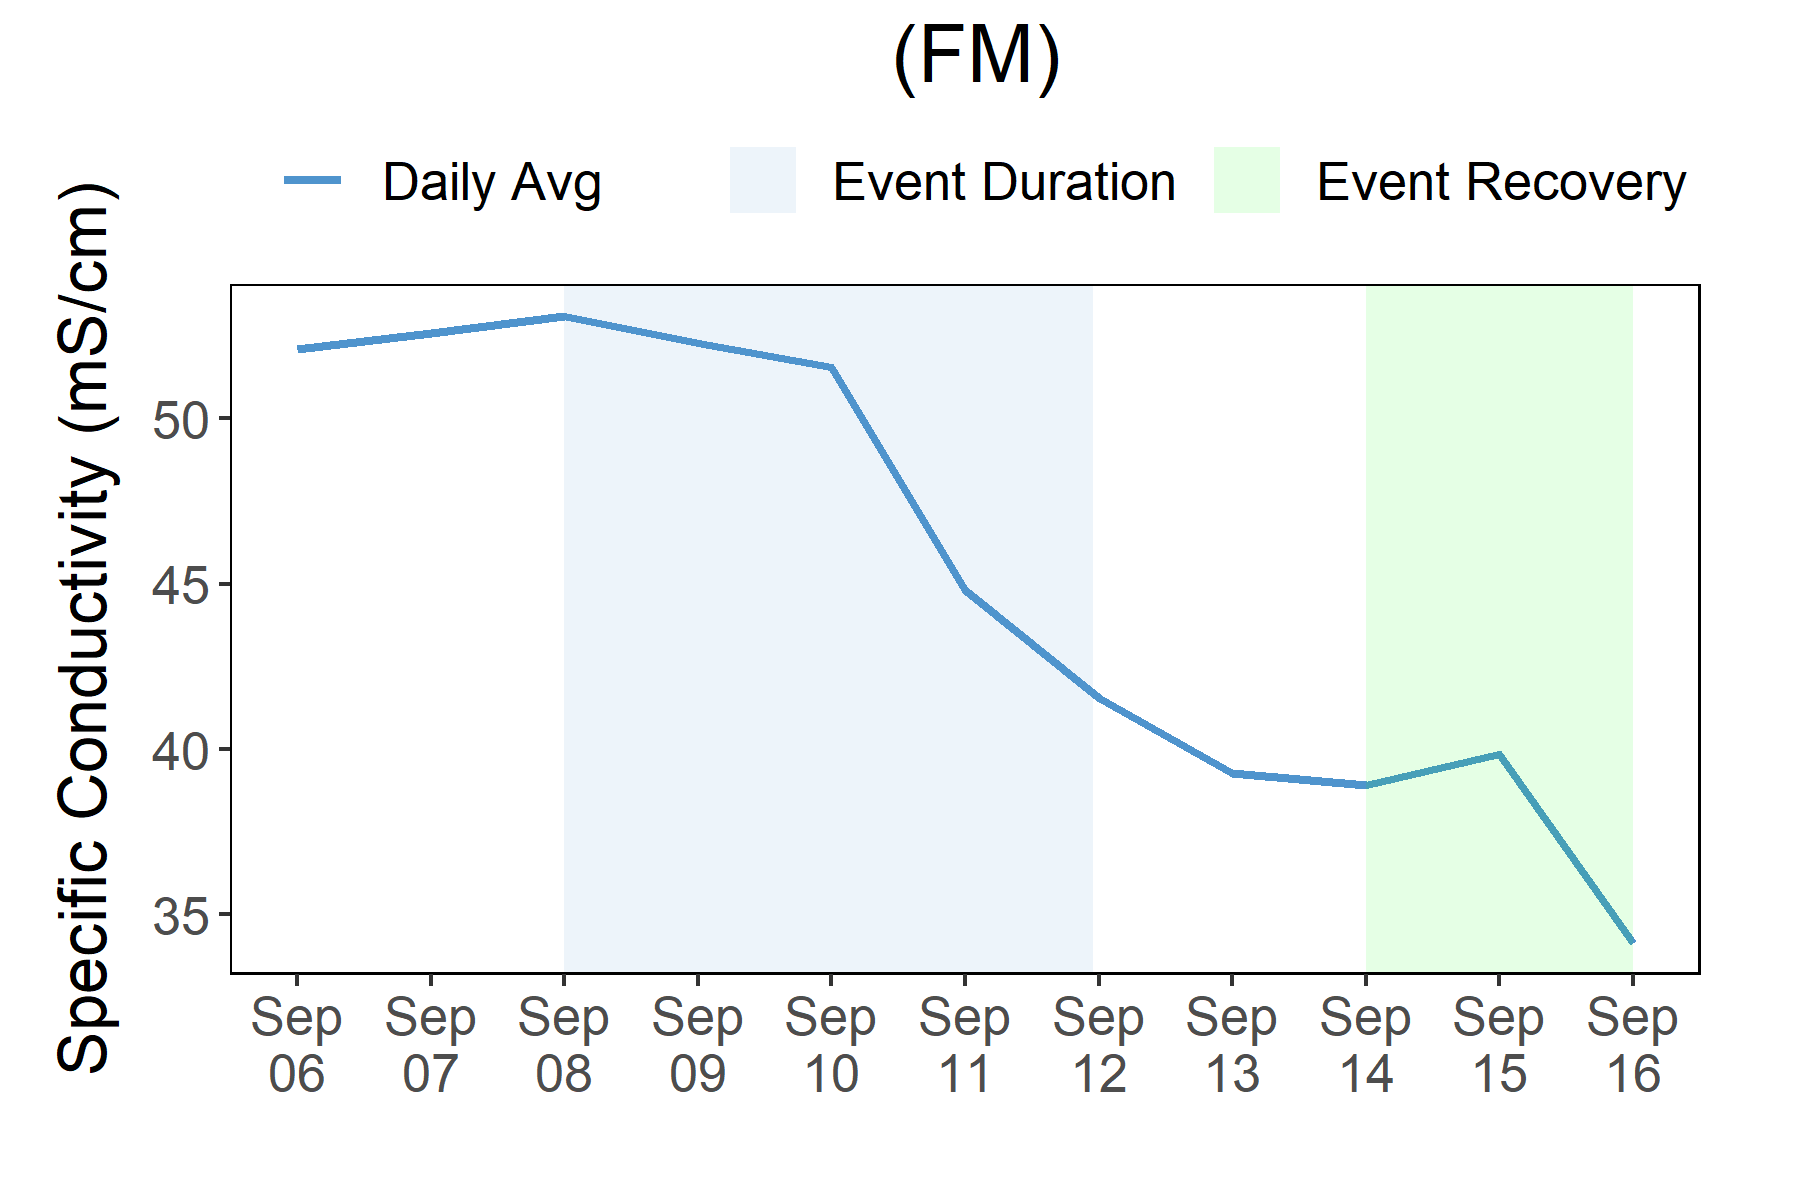 (FM)
Daily Avg
Event Duration
Event Recovery
Specific Conductivity (mS/cm)
50
45
40
35
Sep 06
Sep 07
Sep 08
Sep 09
Sep 10
Sep 11
Sep 12
Sep 13
Sep 14
Sep 15
Sep 16